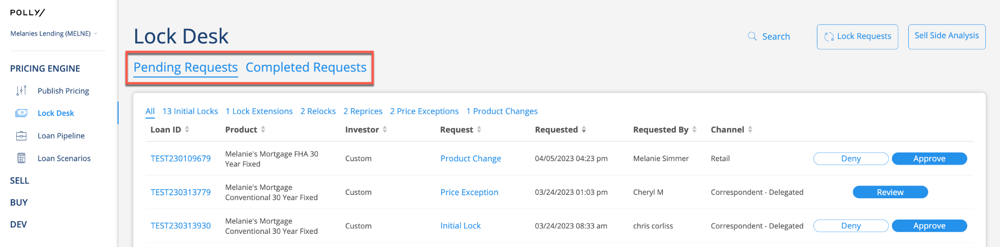 POLLY/
Melanies Lending (MELNE)
PRICING ENGINE
Publish Pricing
Lock Desk
Loan Pipeline
Loan Scenarios
SELL
BUY
DEV
Lock Desk
Search
Lock Requests
Sell Side Analysis
Pending Requests Completed Requests
All 13 Initial Locks 1 Lock Extensions 2 Relocks 2 Reprices 2 Price Exceptions 1 Product Changes
Loan ID Product Investor Request Requested Requested By Channel
TEST230109679 Melanie's Mortgage FHA 30 Custom Product Change 04/05/2023 04:23 pm Melanie Simmer Retail Deny Approve
Year Fixed
TEST230313779 Melanie's Mortgage Custom Price Exception 03/24/2023 01:03 pm Cheryl M Correspondent - Delegated Review
Conventional 30 Year Fixed
TEST230313930 Melanie's Mortgage Custom Initial Lock 03/24/2023 08:33 am chris corliss Correspondent - Delegated Deny Approve
Conventional 30 Year Fixed